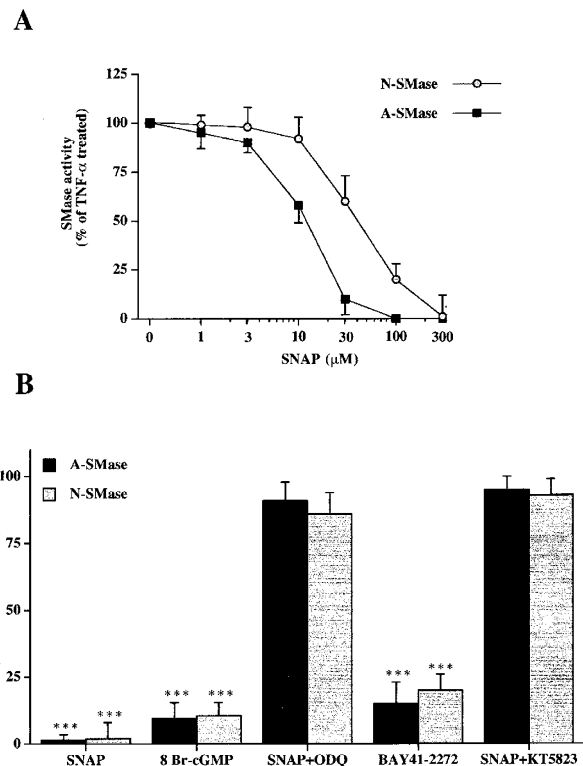 A
125
100
75
50
25
0
SMase activity
(% of TNF-α treated)
N-SMase
A-SMase
0 1 3 10 30 100 300
SNAP (μM)
B
A-SMase
N-SMase
100
75
50
25
0
*** *** *** *** *** ***
SNAP 8 Br-cGMP SNAP+ODQ BAY41-2272 SNAP+KT5823